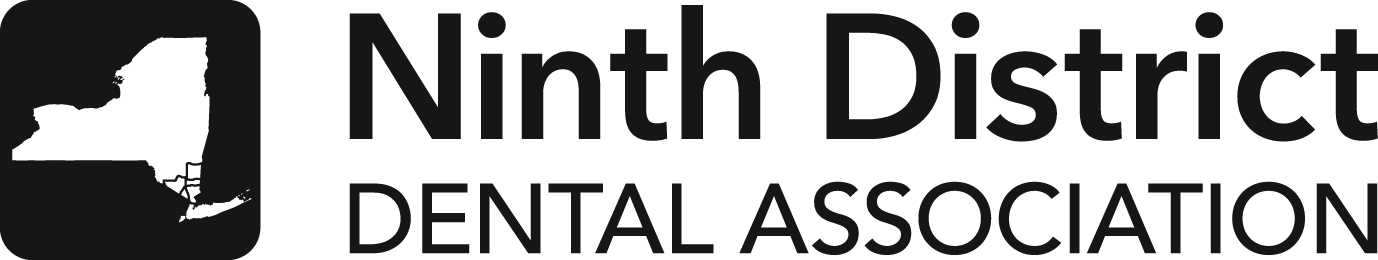 Ninth District
DENTAL ASSOCIATION